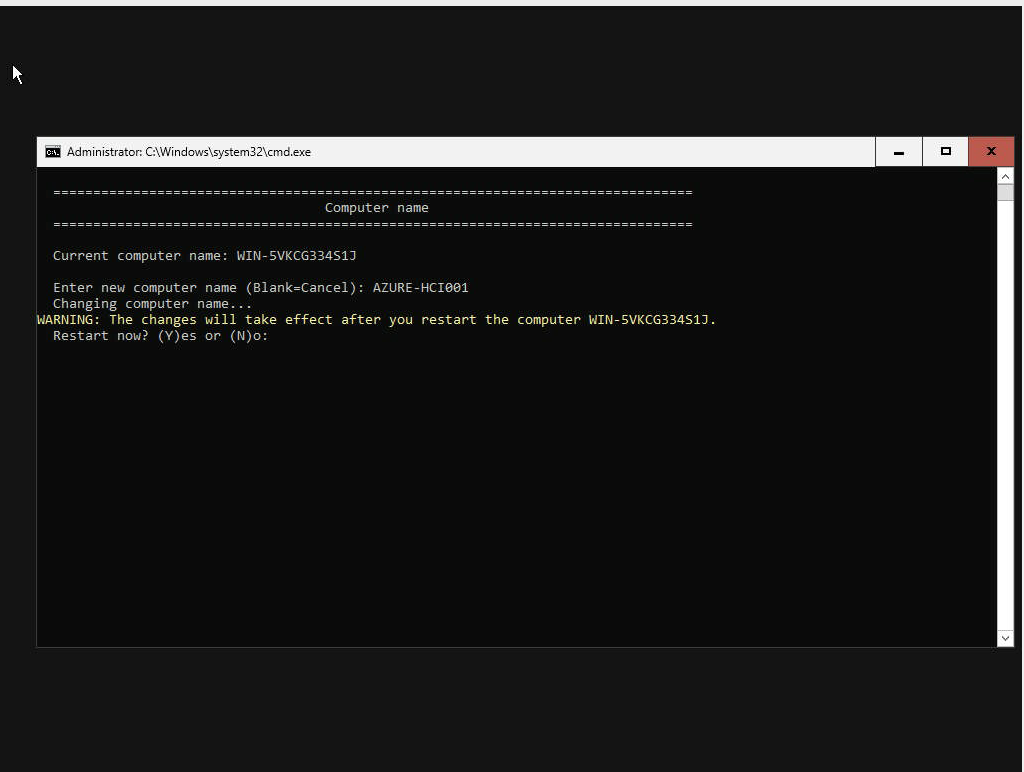 Administrator: C:\Windows\system32\cmd.exe
================================================================================
Computer name
================================================================================
Current computer name: WIN-5VKCG334S1J
Enter new computer name (Blank=Cancel): AZURE-HCI001
Changing computer name...
WARNING: The changes will take effect after you restart the computer WIN-5VKCG334S1J.
Restart now? (Y)es or (N)o: